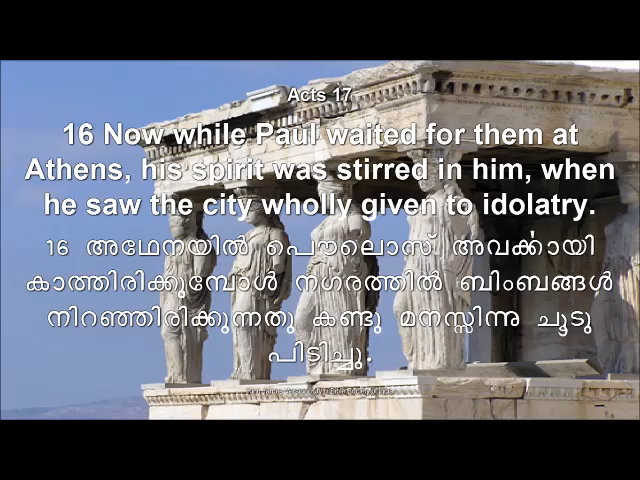 Acts 17
16 Now while Paul waited for them at
Athens, his spirit was stirred in him, when
he saw the city wholly given to idolatry.
16 അഥേനയിൽ പൌലൊസ് അവൎക്കായി
കാത്തിരിക്കുമ്പോൾ നഗരത്തിൽ ബിംബങ്ങൾ
നിറഞ്ഞിരിക്കുന്നതു കണ്ടു മനസ്സിന്നു ചൂടു
പിടിച്ചു.